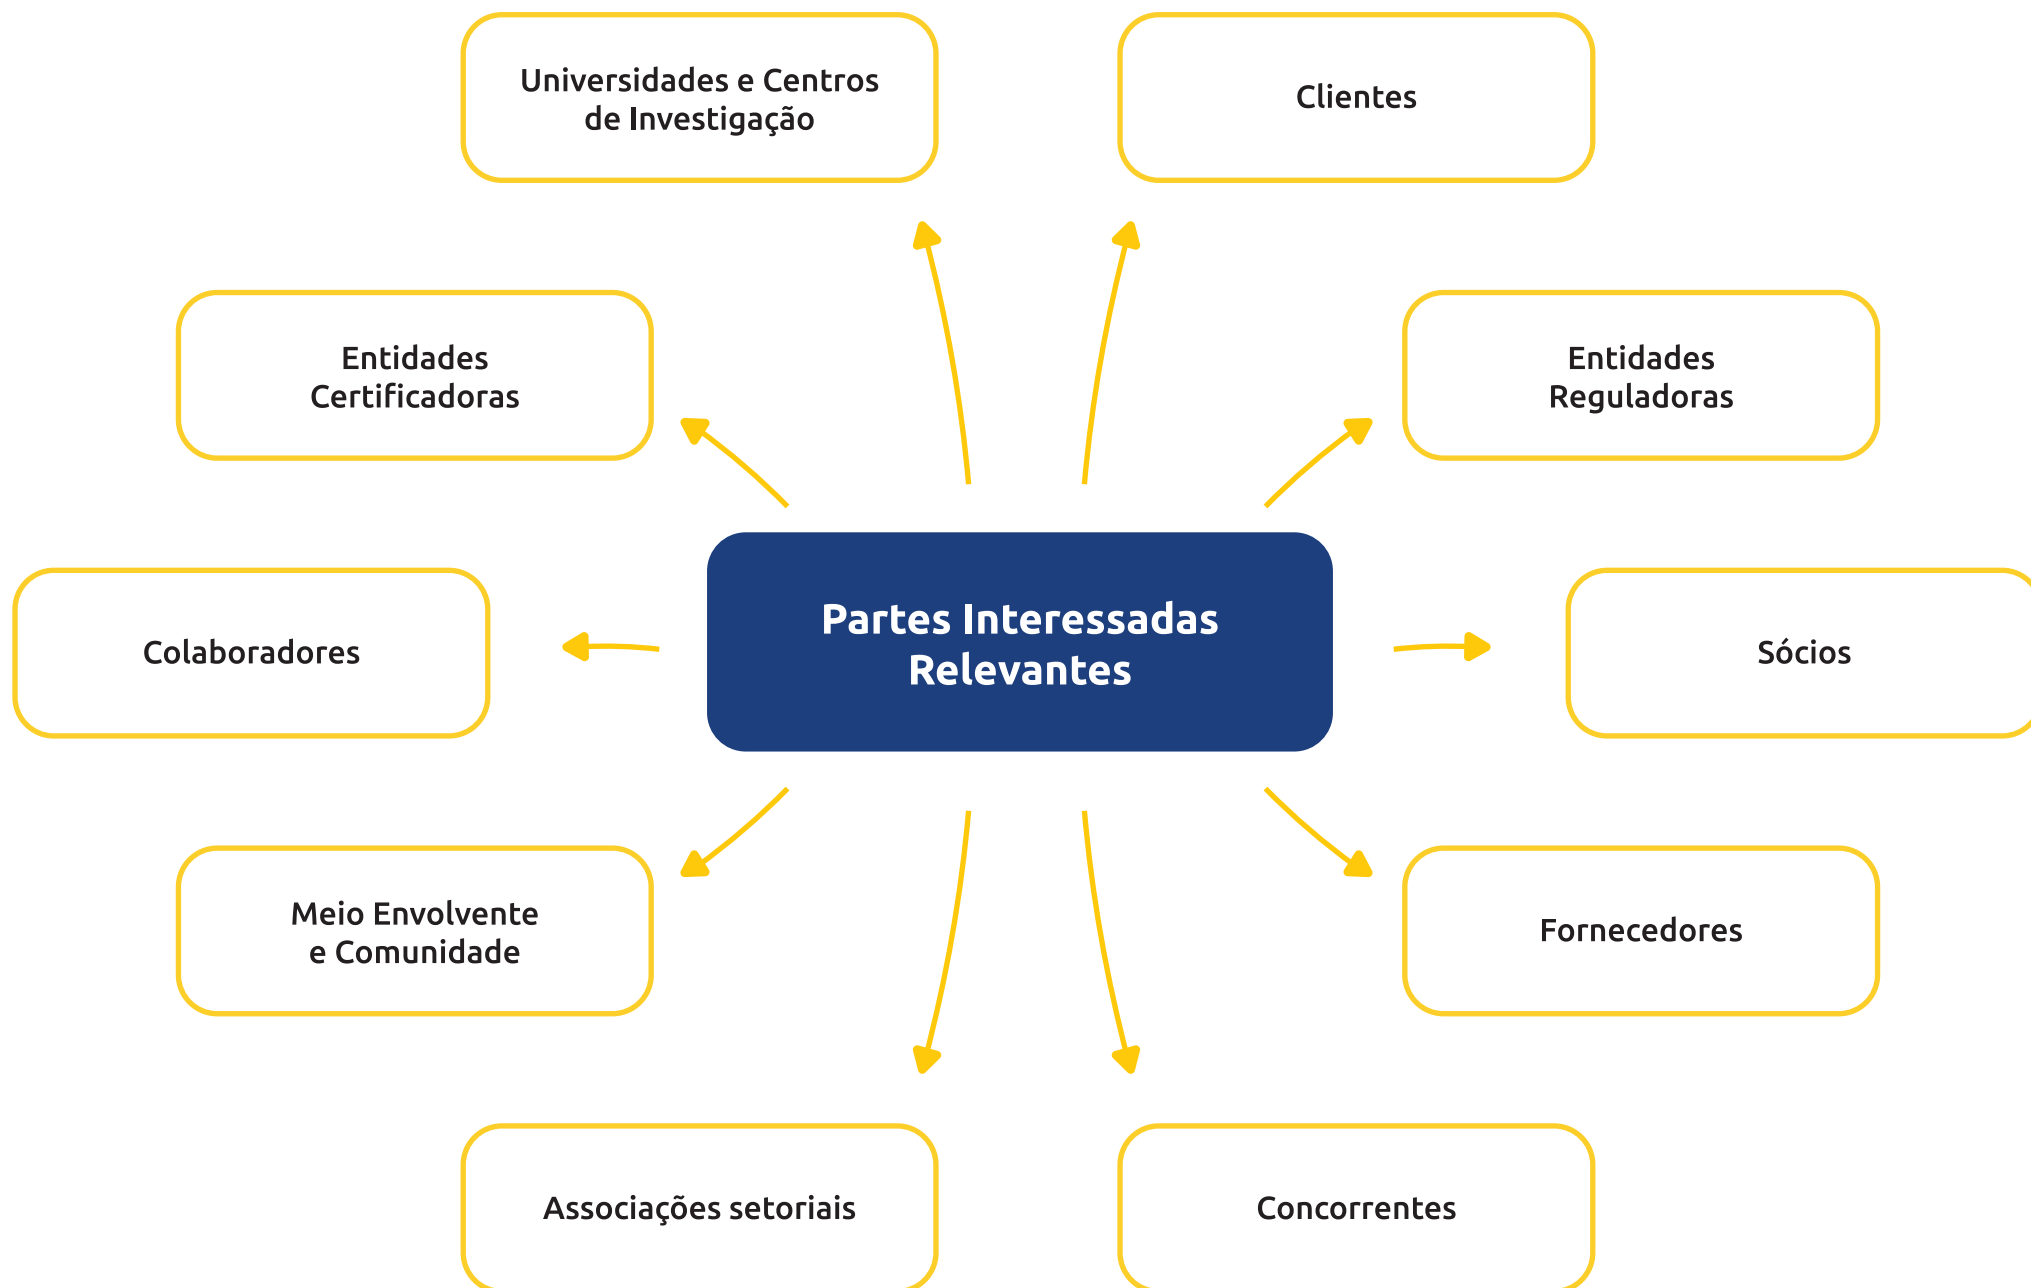 Universidades e Centros
de Investigação
Clientes
Entidades
Certificadoras
Entidades
Reguladoras
Partes Interessadas
Relevantes
Colaboradores
Sócios
Meio Envolvente
e Comunidade
Fornecedores
Associações setoriais
Concorrentes